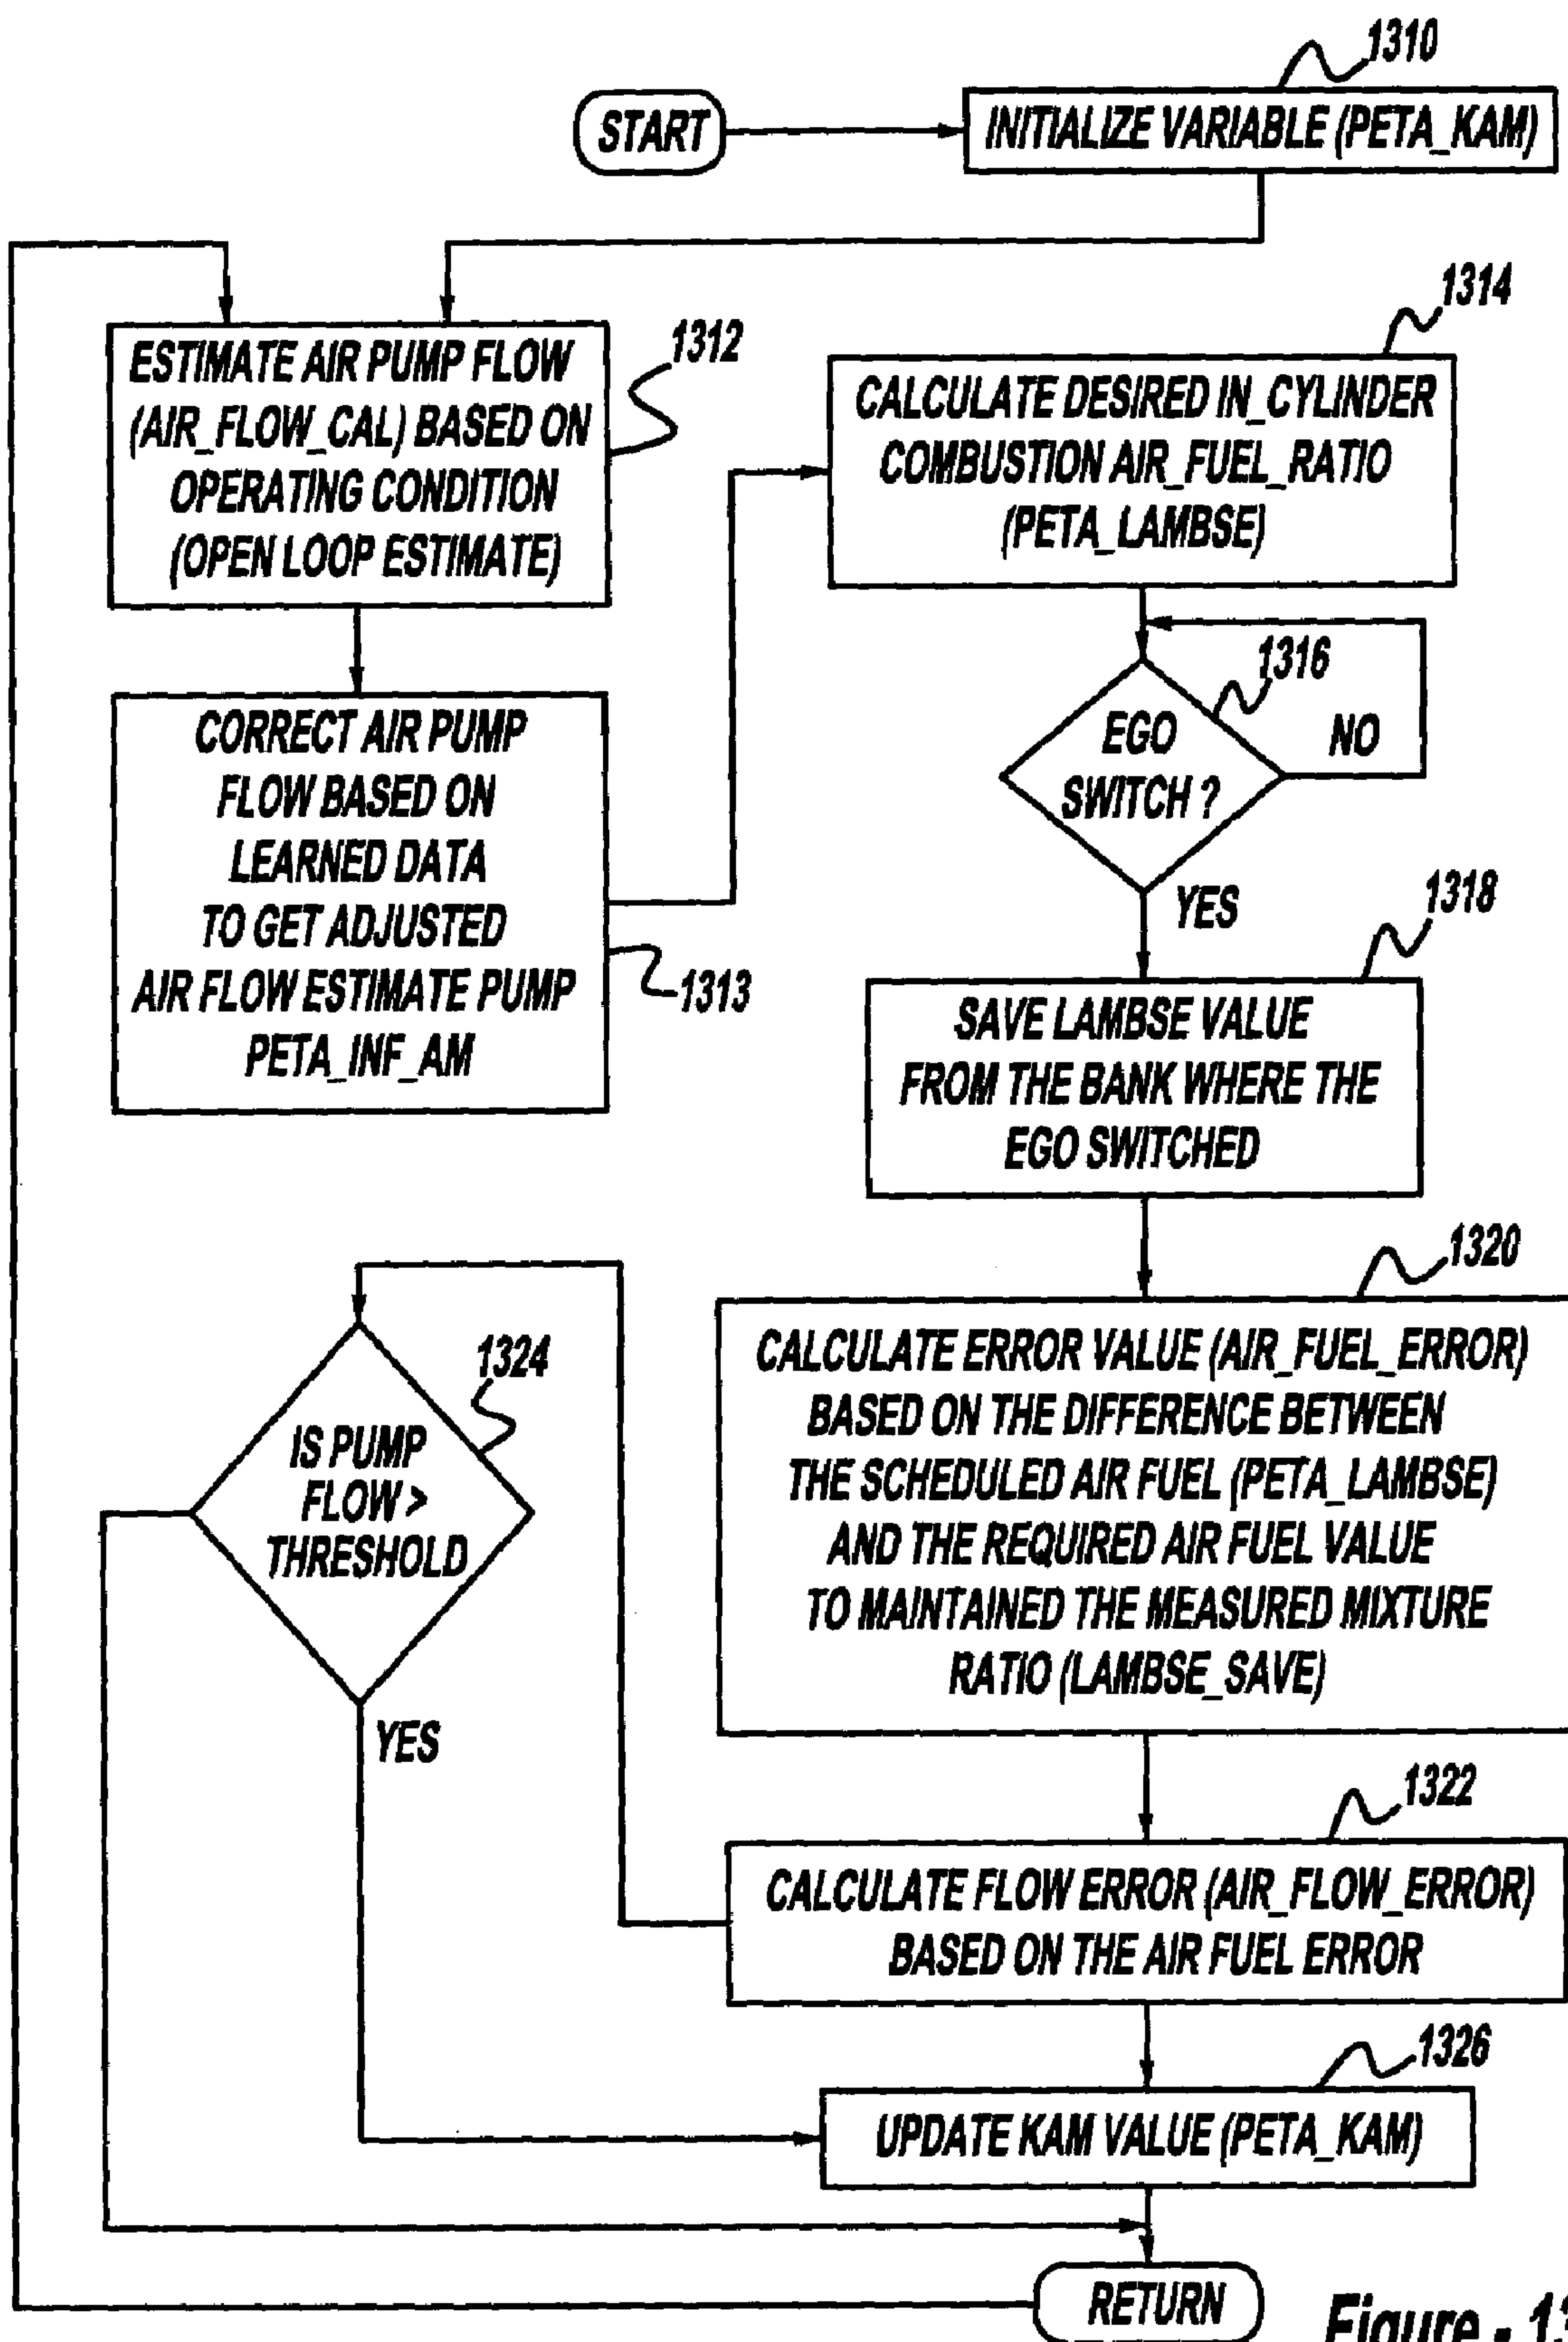 1310
START
INITIALIZE VARIABLE (PETA_KAM)
1312
ESTIMATE AIR PUMP FLOW
(AIR_FLOW_CAL) BASED ON
OPERATING CONDITION
(OPEN LOOP ESTIMATE)
1314
CALCULATE DESIRED IN_CYLINDER
COMBUSTION AIR_FUEL_RATIO
(PETA_LAMBSE)
CORRECT AIR PUMP
FLOW BASED ON
LEARNED DATA
TO GET ADJUSTED
AIR FLOW ESTIMATE PUMP
PETA_INF_AM
1313
1316
EGO
SWITCH ?
NO
YES
1318
SAVE LAMBSE VALUE
FROM THE BANK WHERE THE
EGO SWITCHED
1320
CALCULATE ERROR VALUE (AIR_FUEL_ERROR)
BASED ON THE DIFFERENCE BETWEEN
THE SCHEDULED AIR FUEL (PETA_LAMBSE)
AND THE REQUIRED AIR FUEL VALUE
TO MAINTAINED THE MEASURED MIXTURE
RATIO (LAMBSE_SAVE)
1322
CALCULATE FLOW ERROR (AIR_FLOW_ERROR)
BASED ON THE AIR FUEL ERROR
1324
IS PUMP
FLOW >
THRESHOLD
YES
1326
UPDATE KAM VALUE (PETA_KAM)
RETURN
Figure - 13